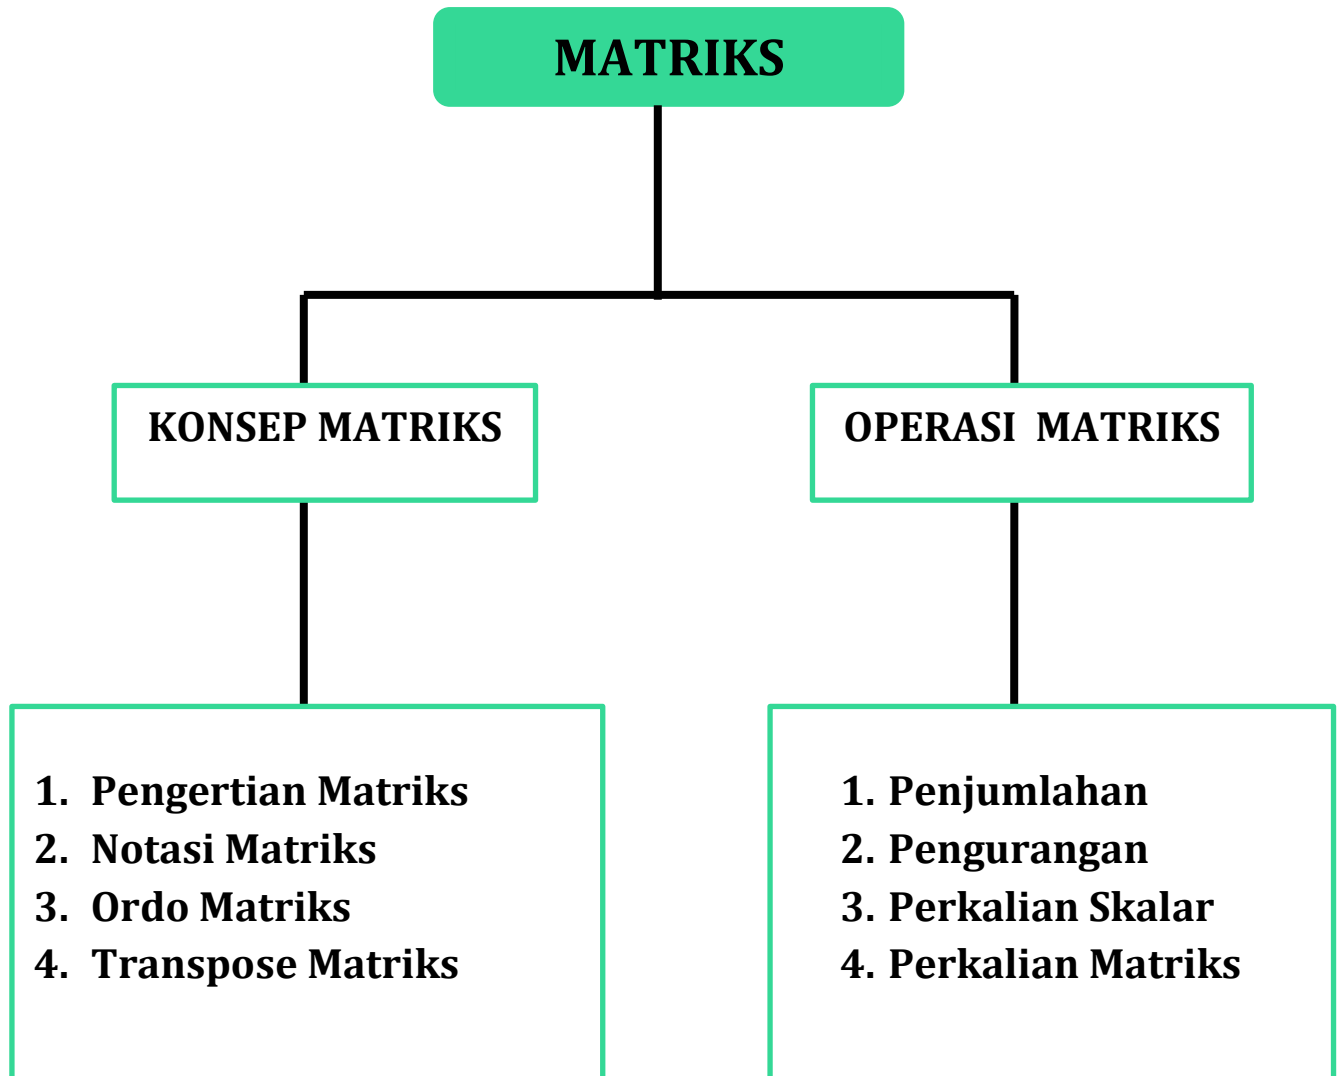 MATRIKS
KONSEP MATRIKS
OPERASI MATRIKS
1. Pengertian Matriks
2. Notasi Matriks
3. Ordo Matriks
4. Transpose Matriks
1. Penjumlahan
2. Pengurangan
3. Perkalian Skalar
4. Perkalian Matriks